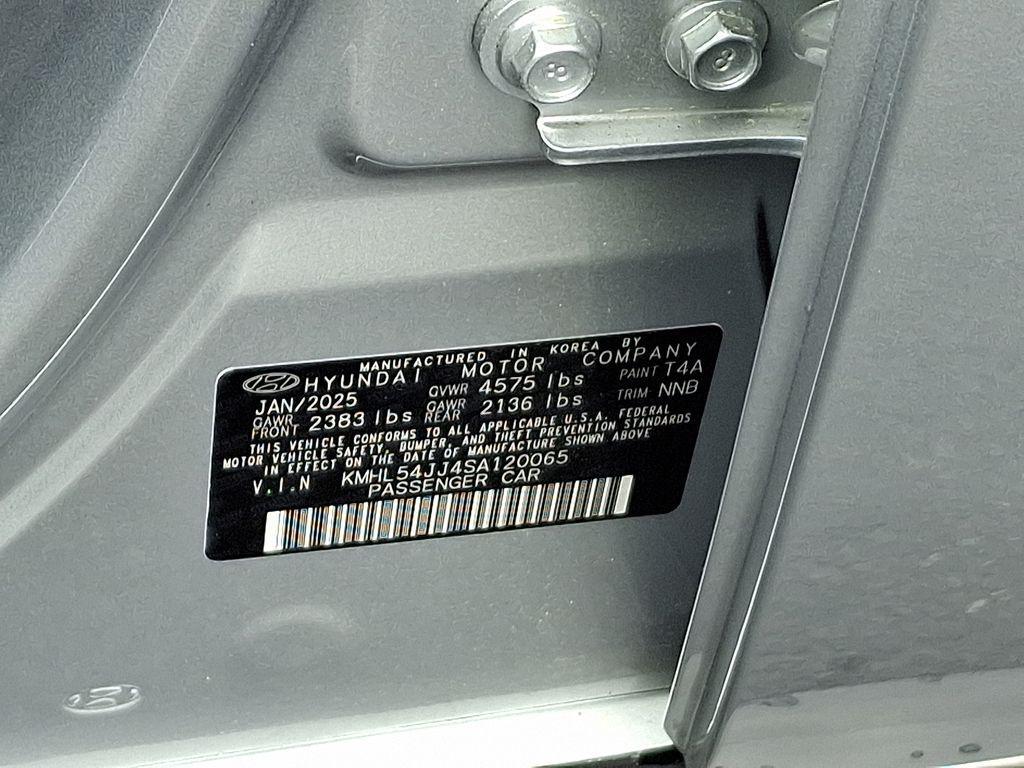 MANUFACTURED IN KOREA BY
HYUNDAI MOTOR COMPANY
JAN/2025 GVWR 4575 lbs PAINT T4A
GAWR FRONT 2383 lbs GAWR REAR 2136 lbs TRIM NNB
THIS VEHICLE CONFORMS TO ALL APPLICABLE U.S.A. FEDERAL
MOTOR VEHICLE SAFETY, BUMPER, AND THEFT PREVENTION STANDARDS
IN EFFECT ON THE DATE OF MANUFACTURE SHOWN ABOVE
V.I.N KMHL54JJ4SA120065
PASSENGER CAR